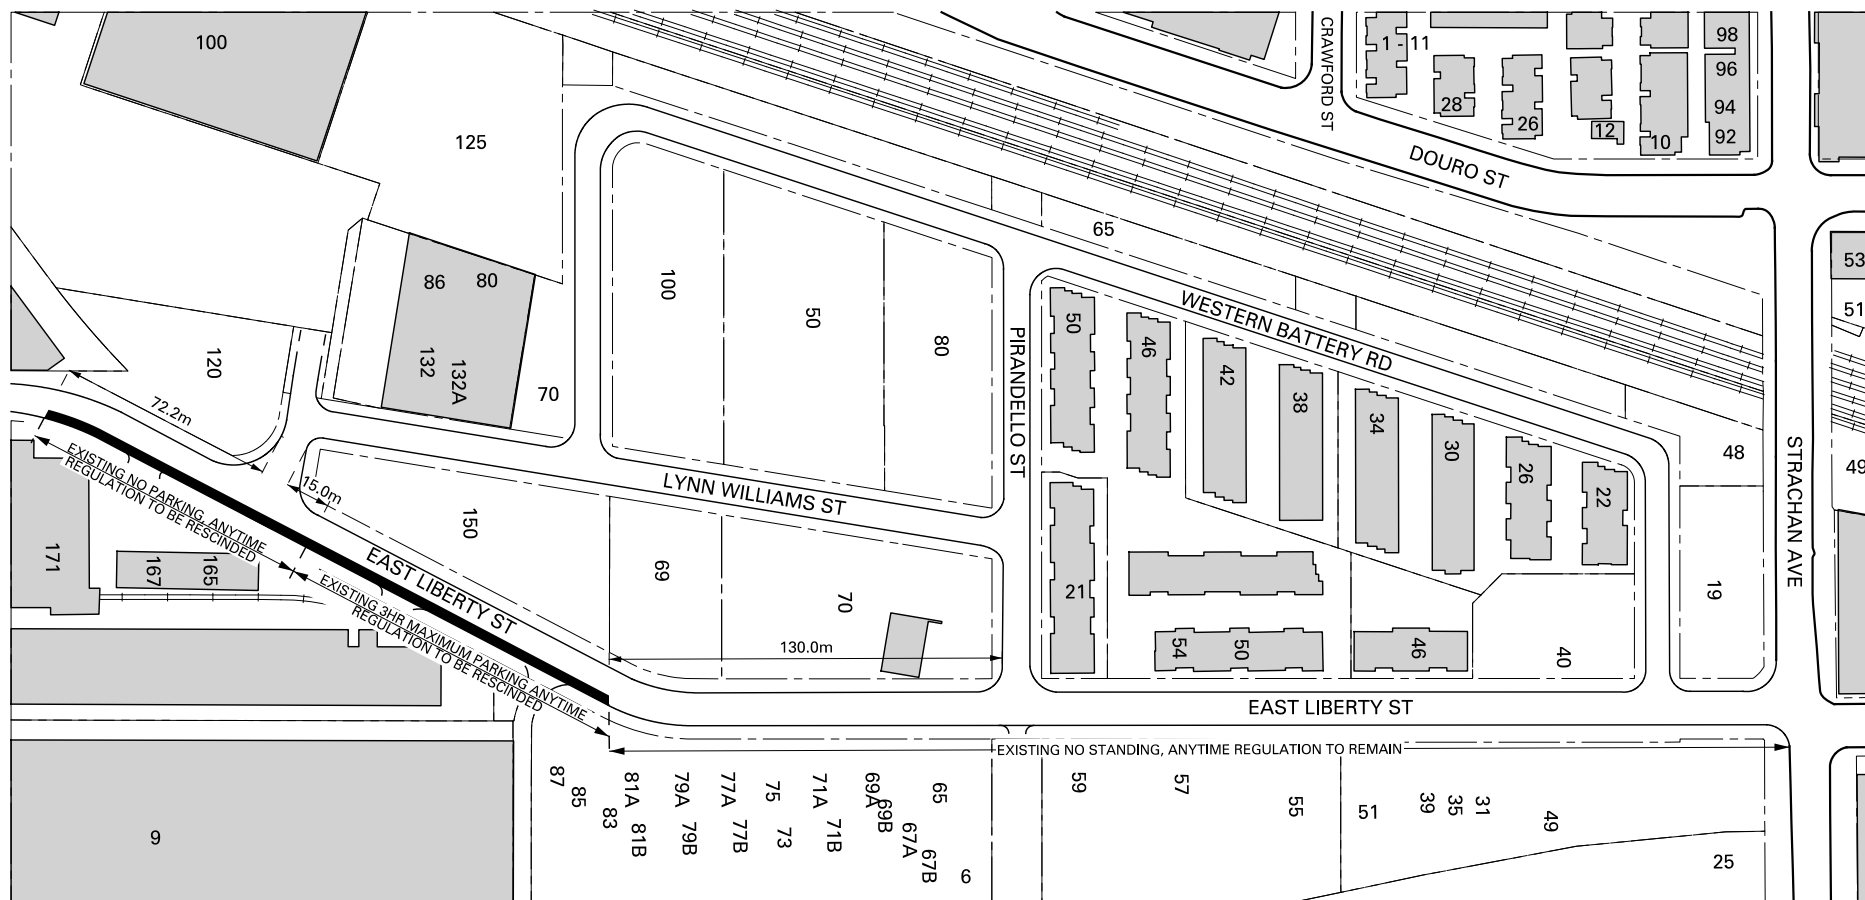 100
125
CRAWFORD ST
1 - 11
28
26
12
10
98
96
94
92
DOURO ST
65
53
51
86
80
132
132A
70
120
72.2m
100
50
80
PIRANDELLO ST
WESTERN BATTERY RD
50
46
42
38
34
30
26
22
48
49
STRACHAN AVE
19
EXISTING NO PARKING, ANYTIME
REGULATION TO BE RESCINDED
15.0m
150
LYNN WILLIAMS ST
69
70
130.0m
21
54
50
46
40
171
167
165
EAST LIBERTY ST
EXISTING 3HR MAXIMUM PARKING ANYTIME
REGULATION TO BE RESCINDED
EAST LIBERTY ST
EXISTING NO STANDING, ANYTIME REGULATION TO REMAIN
9
87
85
83
81A
81B
79A
79B
77A
77B
75
73
71A
71B
69A
69B
67A
67B
65
6
59
57
55
51
39
35
31
49
25